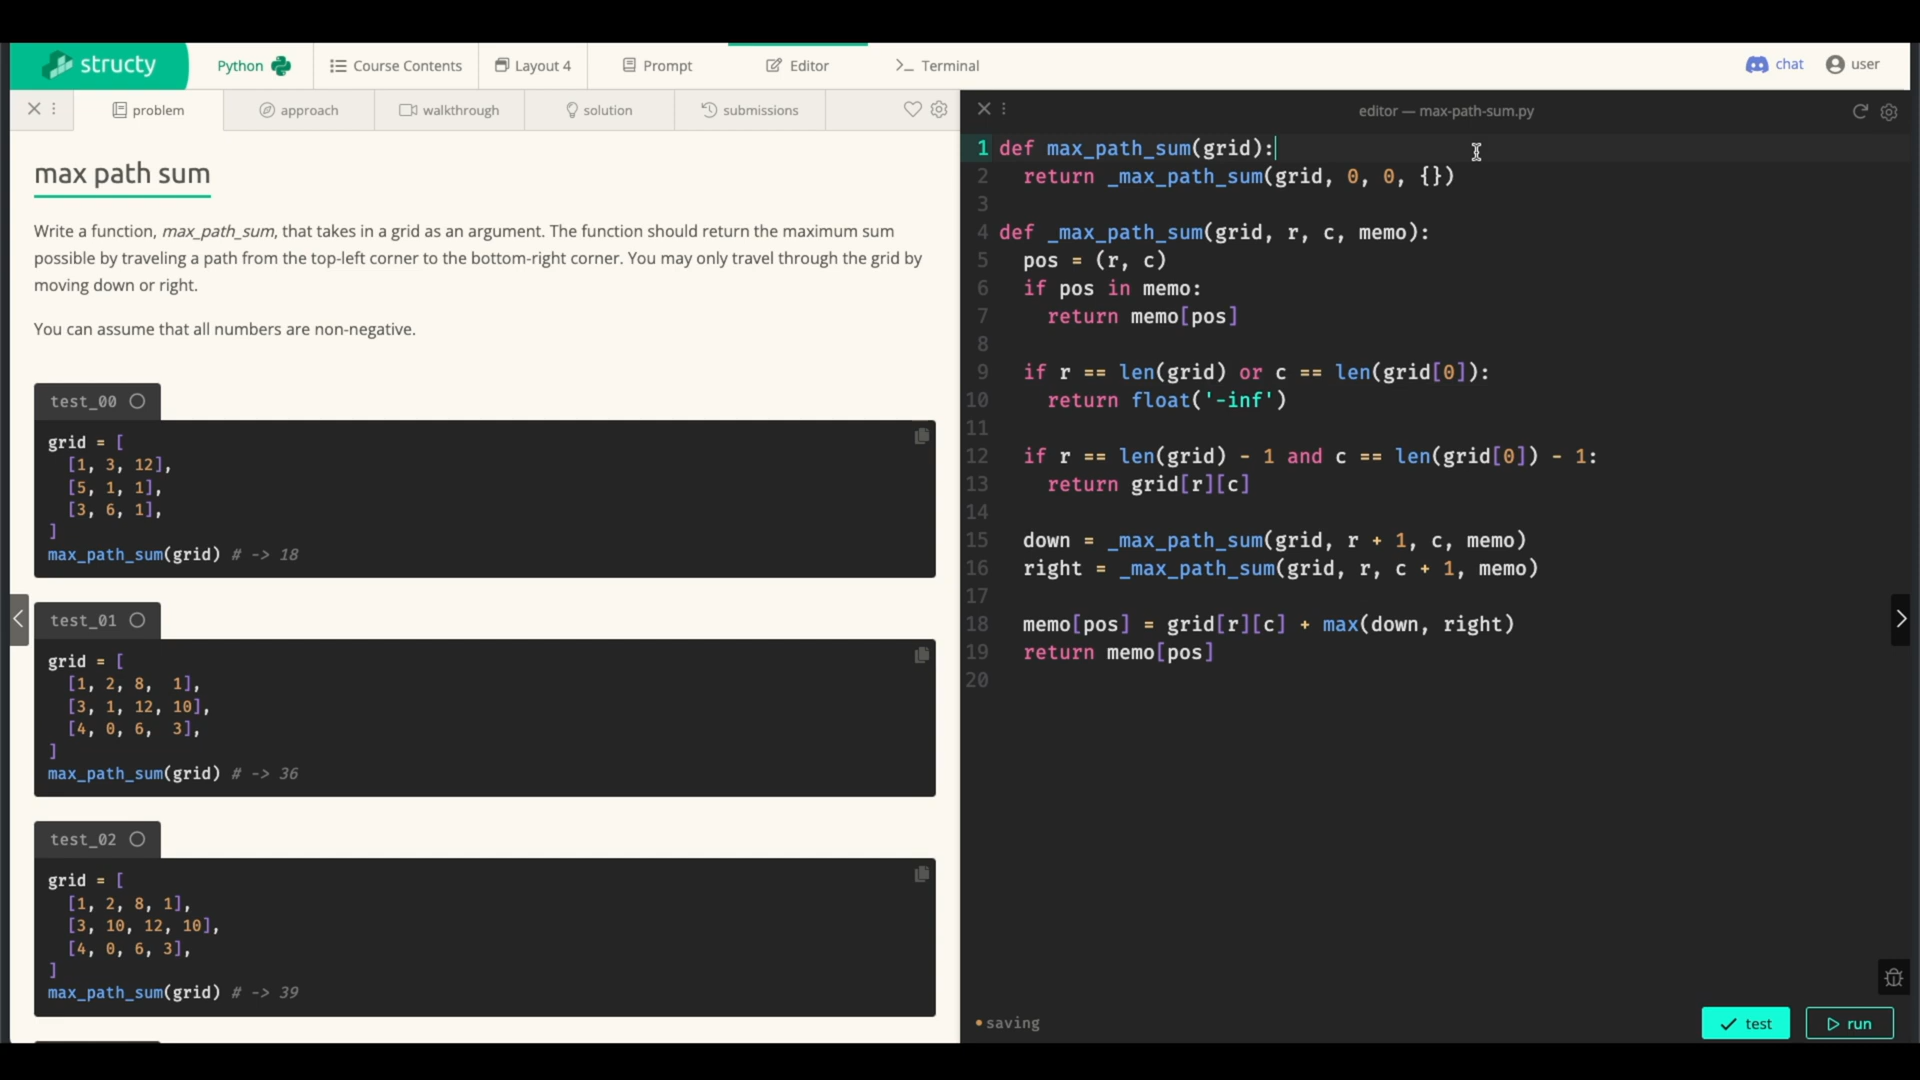 structy
Python
Course Contents
Layout 4
Prompt
Editor
>_ Terminal
chat
user
problem
approach
walkthrough
solution
submissions
max path sum
Write a function, max_path_sum, that takes in a grid as an argument. The function should return the maximum sum
possible by traveling a path from the top-left corner to the bottom-right corner. You may only travel through the grid by
moving down or right.
You can assume that all numbers are non-negative.
test_00
grid = [
  [1, 3, 12],
  [5, 1, 1],
  [3, 6, 1],
]
max_path_sum(grid) # -> 18
test_01
grid = [
  [1, 2, 8,  1],
  [3, 1, 12, 10],
  [4, 0, 6,  3],
]
max_path_sum(grid) # -> 36
test_02
grid = [
  [1, 2, 8, 1],
  [3, 10, 12, 10],
  [4, 0, 6, 3],
]
max_path_sum(grid) # -> 39
editor — max-path-sum.py
1 def max_path_sum(grid):
2   return _max_path_sum(grid, 0, 0, {})
3
4 def _max_path_sum(grid, r, c, memo):
5   pos = (r, c)
6   if pos in memo:
7     return memo[pos]
8
9   if r == len(grid) or c == len(grid[0]):
10     return float('-inf')
11
12   if r == len(grid) - 1 and c == len(grid[0]) - 1:
13     return grid[r][c]
14
15   down = _max_path_sum(grid, r + 1, c, memo)
16   right = _max_path_sum(grid, r, c + 1, memo)
17
18   memo[pos] = grid[r][c] + max(down, right)
19   return memo[pos]
20
saving
test
run